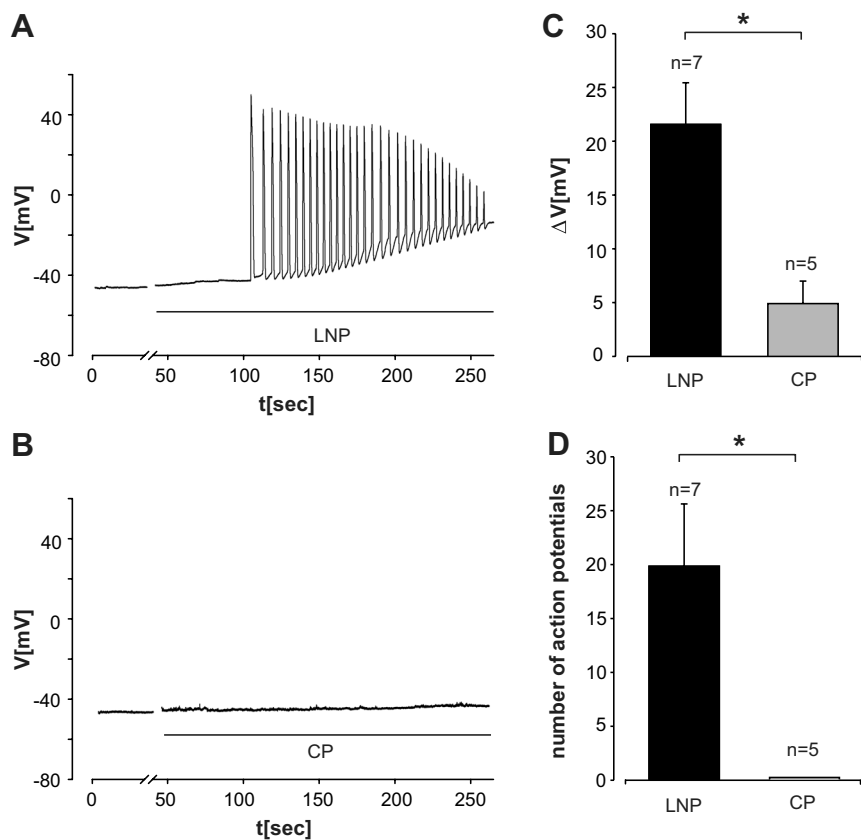 A
V[mV]
40
0
-40
-80
LNP
0 50 100 150 200 250
t[sec]
B
V[mV]
40
0
-40
-80
CP
0 50 100 150 200 250
t[sec]
C
*
ΔV[mV]
30
25
20
15
10
5
0
n=7
n=5
LNP CP
D
*
number of action potentials
30
25
20
15
10
5
0
n=7
n=5
LNP CP